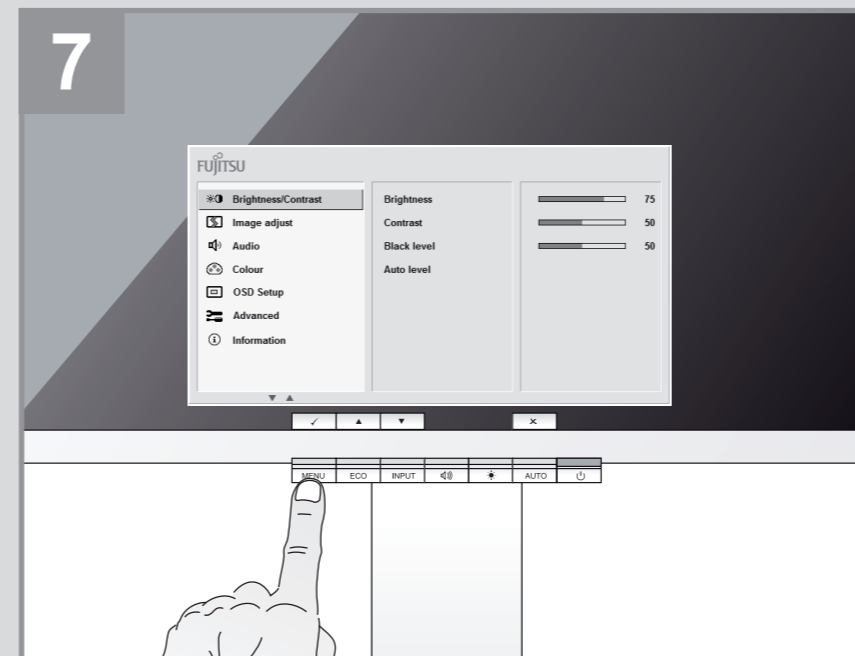 7
FUJITSU
Brightness/Contrast Brightness 75
Image adjust Contrast 50
Audio Black level 50
Colour Auto level
OSD Setup
Advanced
Information
MENU ECO INPUT AUTO